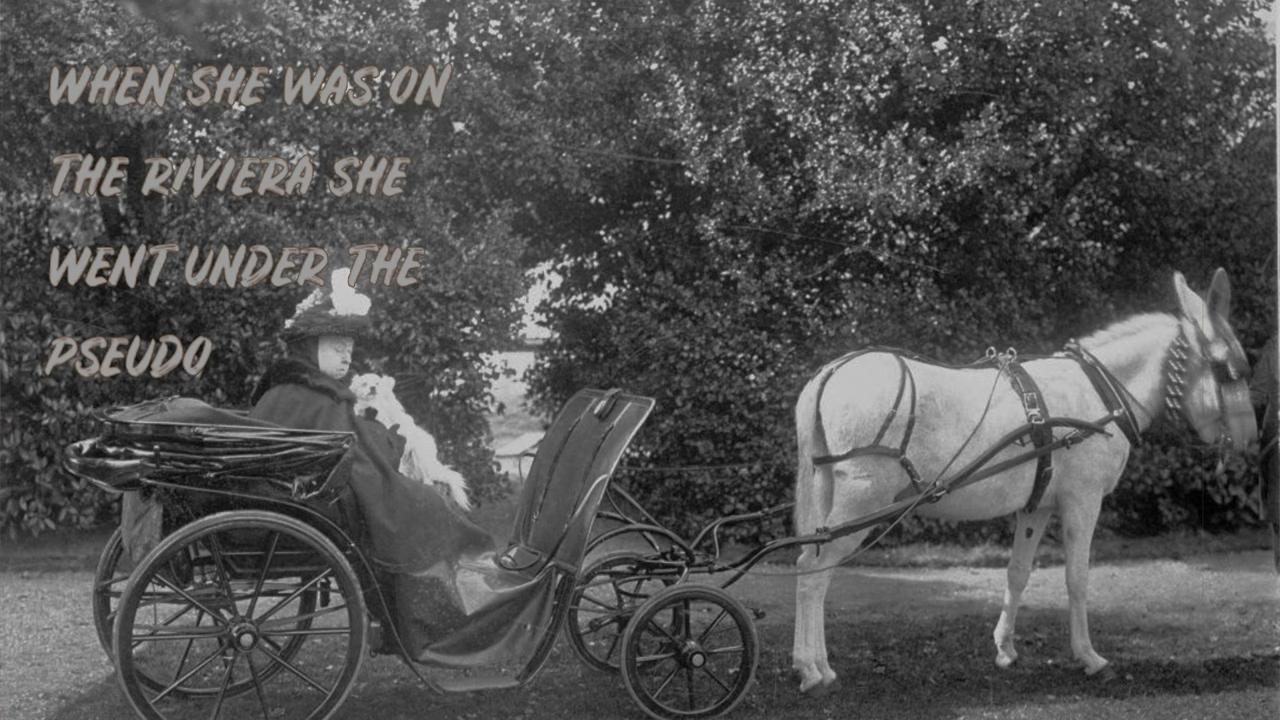 WHEN SHE WAS ON
THE RIVIERA SHE
WENT UNDER THE
PSEUDO